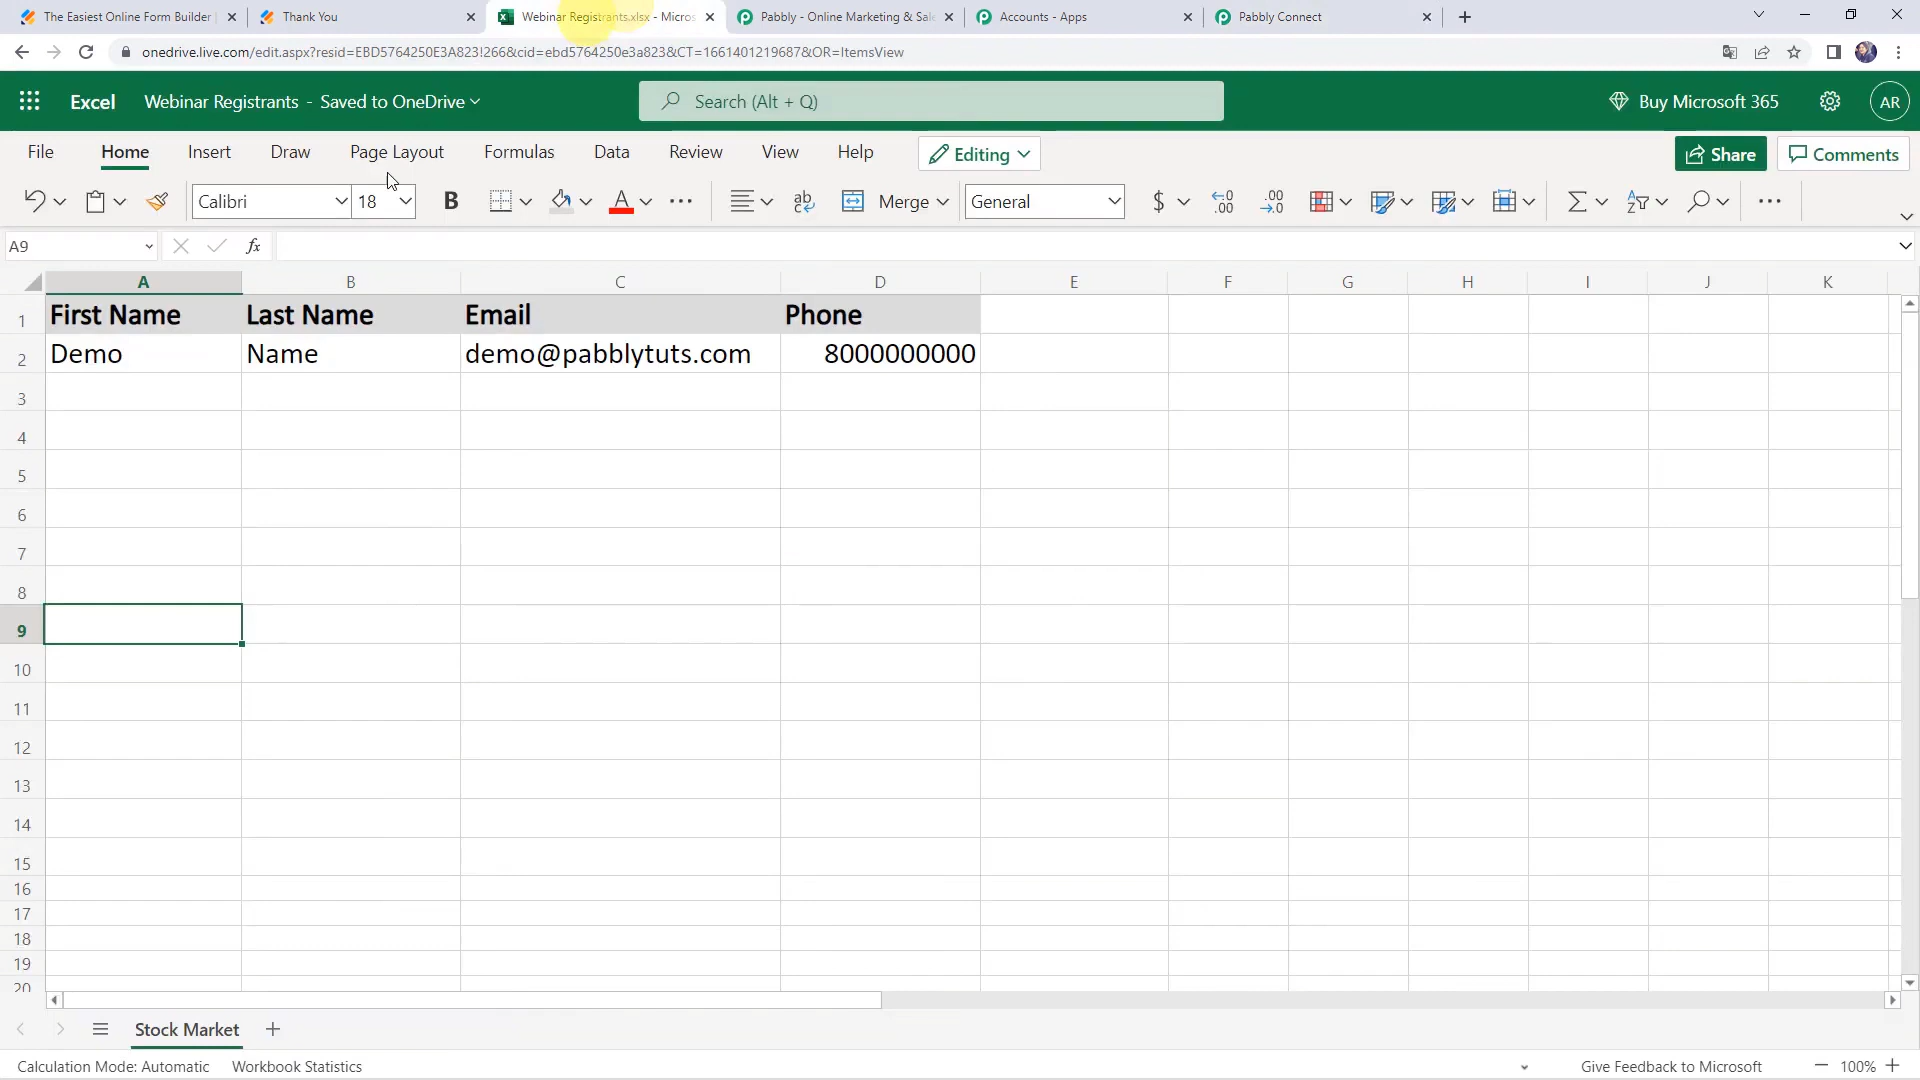 The Easiest Online Form Builder
Thank You
Webinar Registrants.xlsx - Micros
Pabbly - Online Marketing & Sale
Accounts - Apps
Pabbly Connect
onedrive.live.com/edit.aspx?resid=EBD5764250E3A823!266&cid=ebd5764250e3a823&CT=1661401219687&OR=ItemsView
Excel
Webinar Registrants - Saved to OneDrive
Search (Alt + Q)
Buy Microsoft 365
AR
File
Home
Insert
Draw
Page Layout
Formulas
Data
Review
View
Help
Editing
Share
Comments
Calibri
18
B
A
ab
Merge
General
$
.00
.00
A9
fx
A B C D E F G H I J K
1 First Name Last Name Email Phone
2 Demo Name demo@pabblytuts.com 8000000000
3
4
5
6
7
8
9
10
11
12
13
14
15
16
17
18
19
20
Stock Market
Calculation Mode: Automatic
Workbook Statistics
Give Feedback to Microsoft
100%